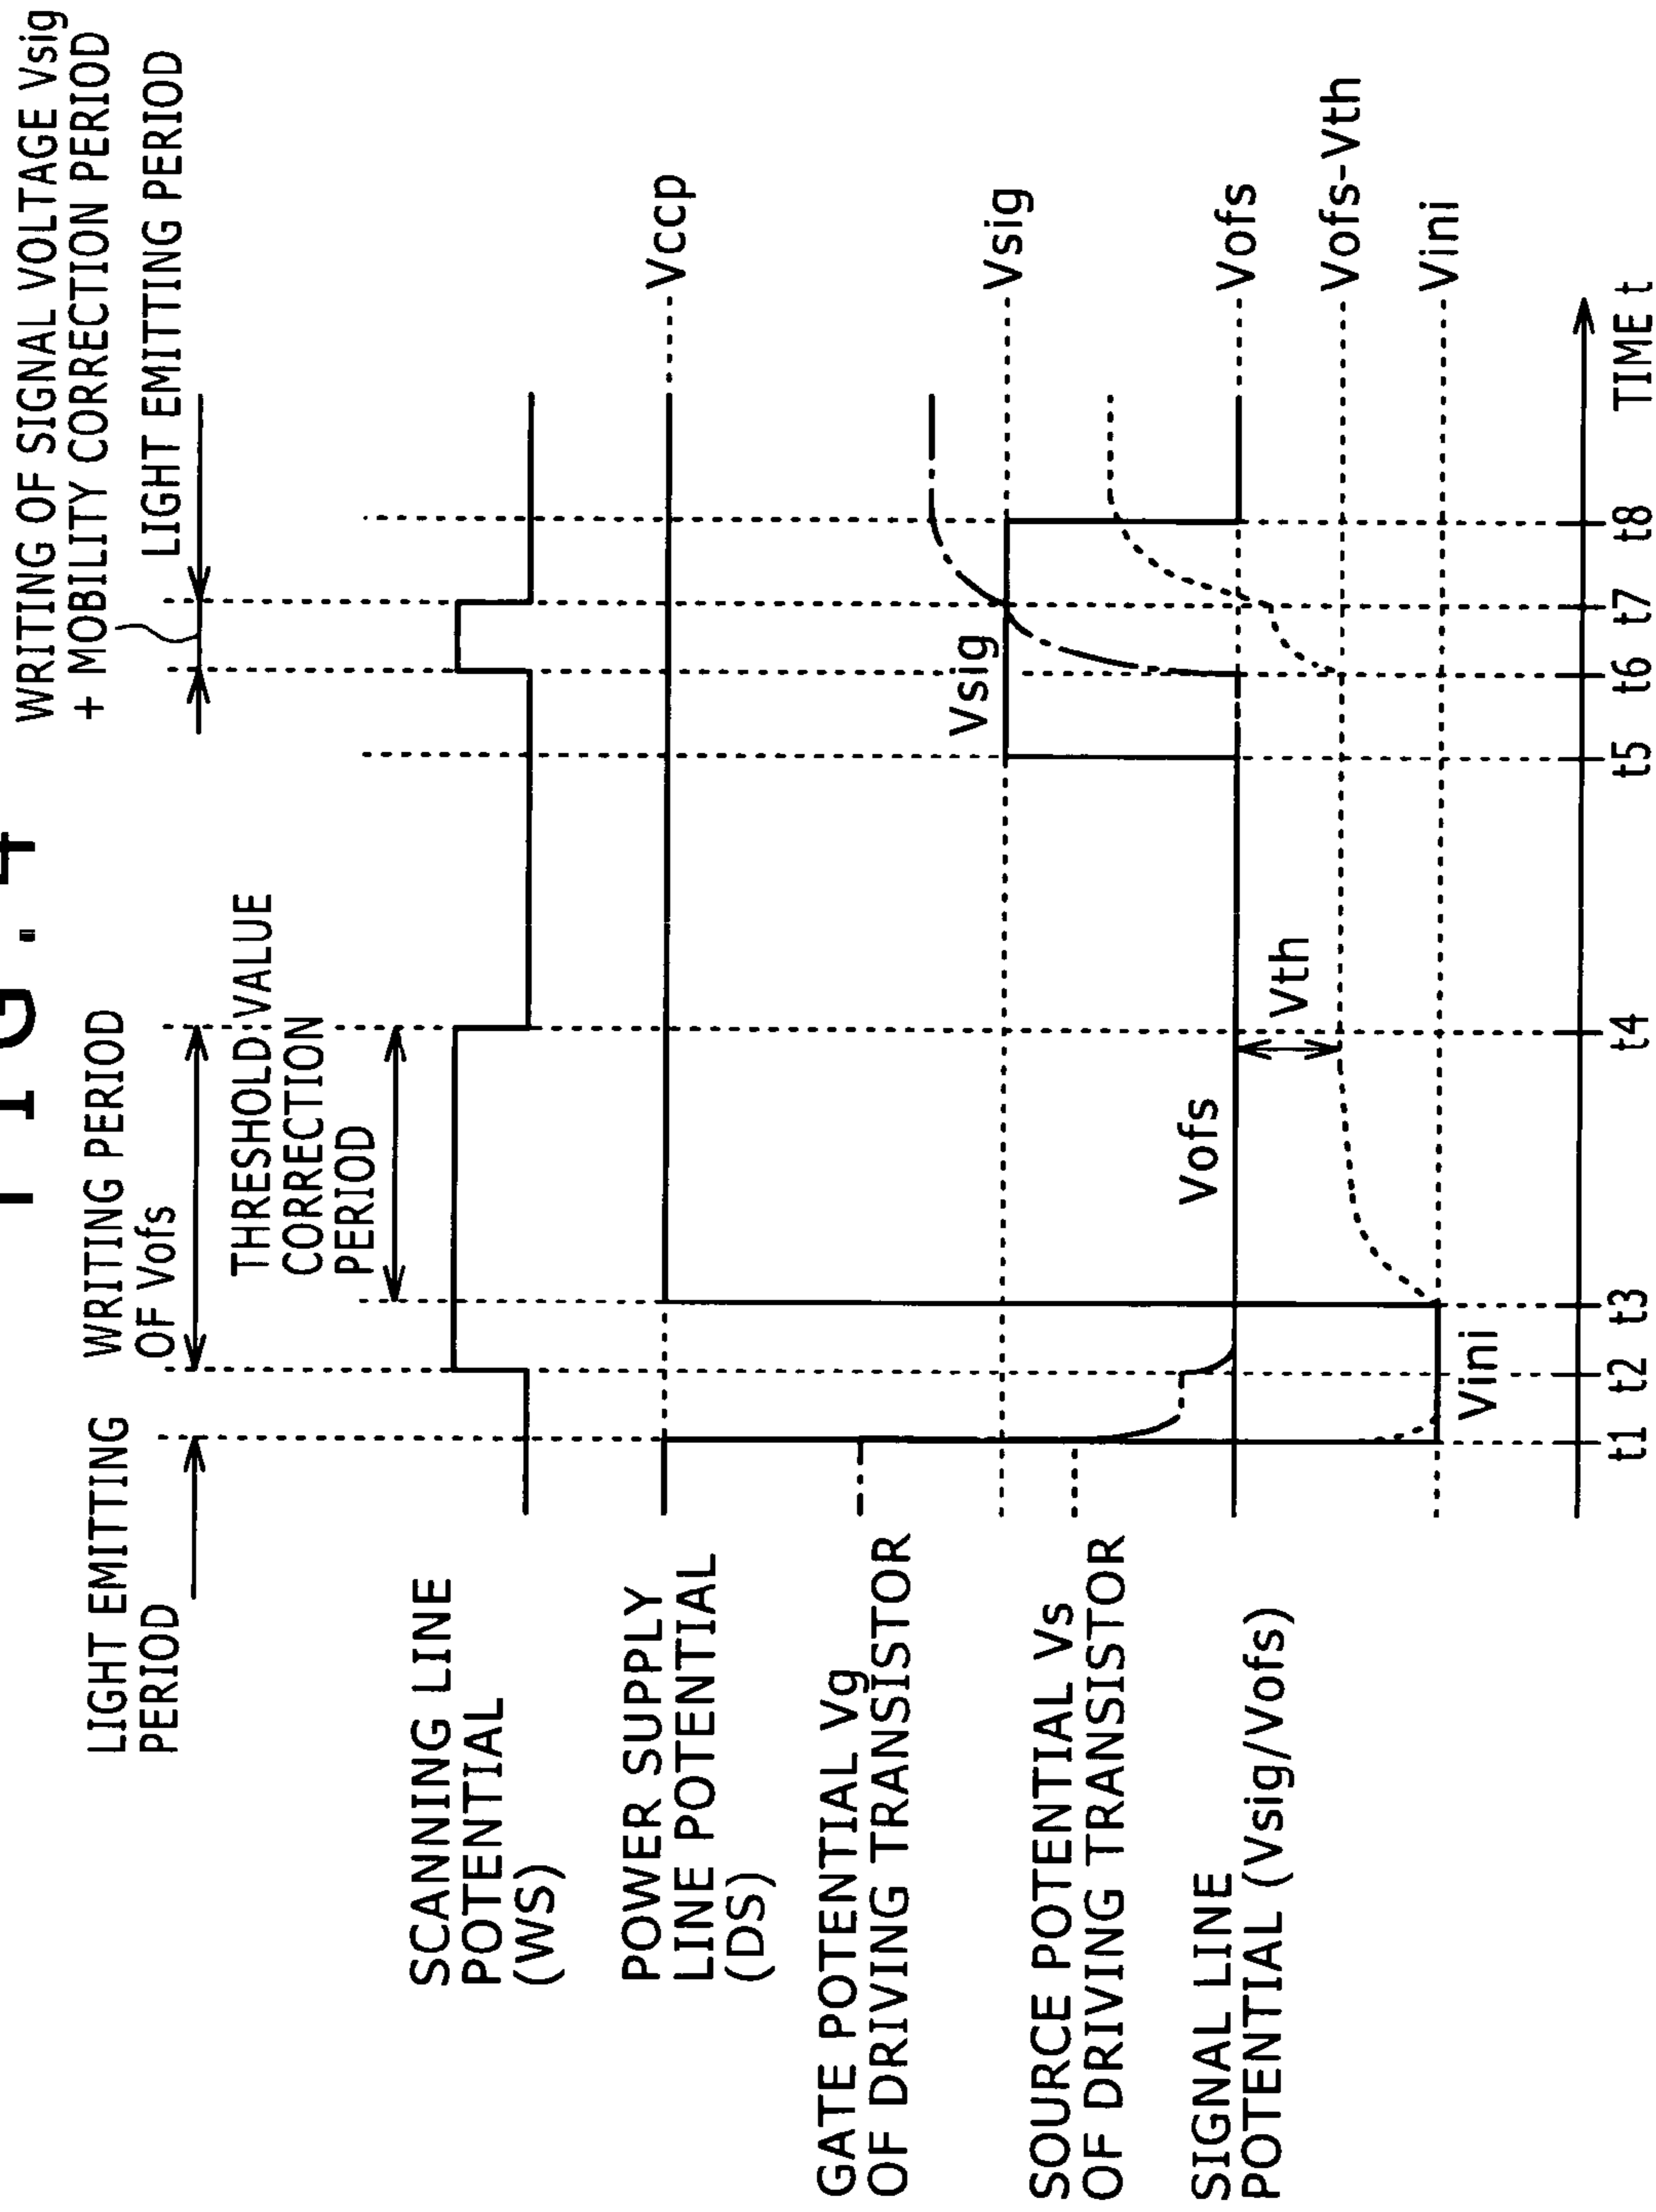 FIG.4
WRITING OF SIGNAL VOLTAGE Vsig
+ MOBILITY CORRECTION PERIOD
LIGHT EMITTING PERIOD
WRITING PERIOD
OF Vofs
THRESHOLD VALUE
CORRECTION
PERIOD
LIGHT EMITTING
PERIOD
SCANNING LINE
POTENTIAL
(WS)
POWER SUPPLY
LINE POTENTIAL
(DS)
Vccp
GATE POTENTIAL Vg
OF DRIVING TRANSISTOR
Vsig
Vsig
SOURCE POTENTIAL Vs
OF DRIVING TRANSISTOR
SIGNAL LINE
POTENTIAL (Vsig/Vofs)
Vofs
Vofs
Vth
Vofs-Vth
Vini
Vini
t1
t2
t3
t4
t5
t6
t7
t8
TIME t